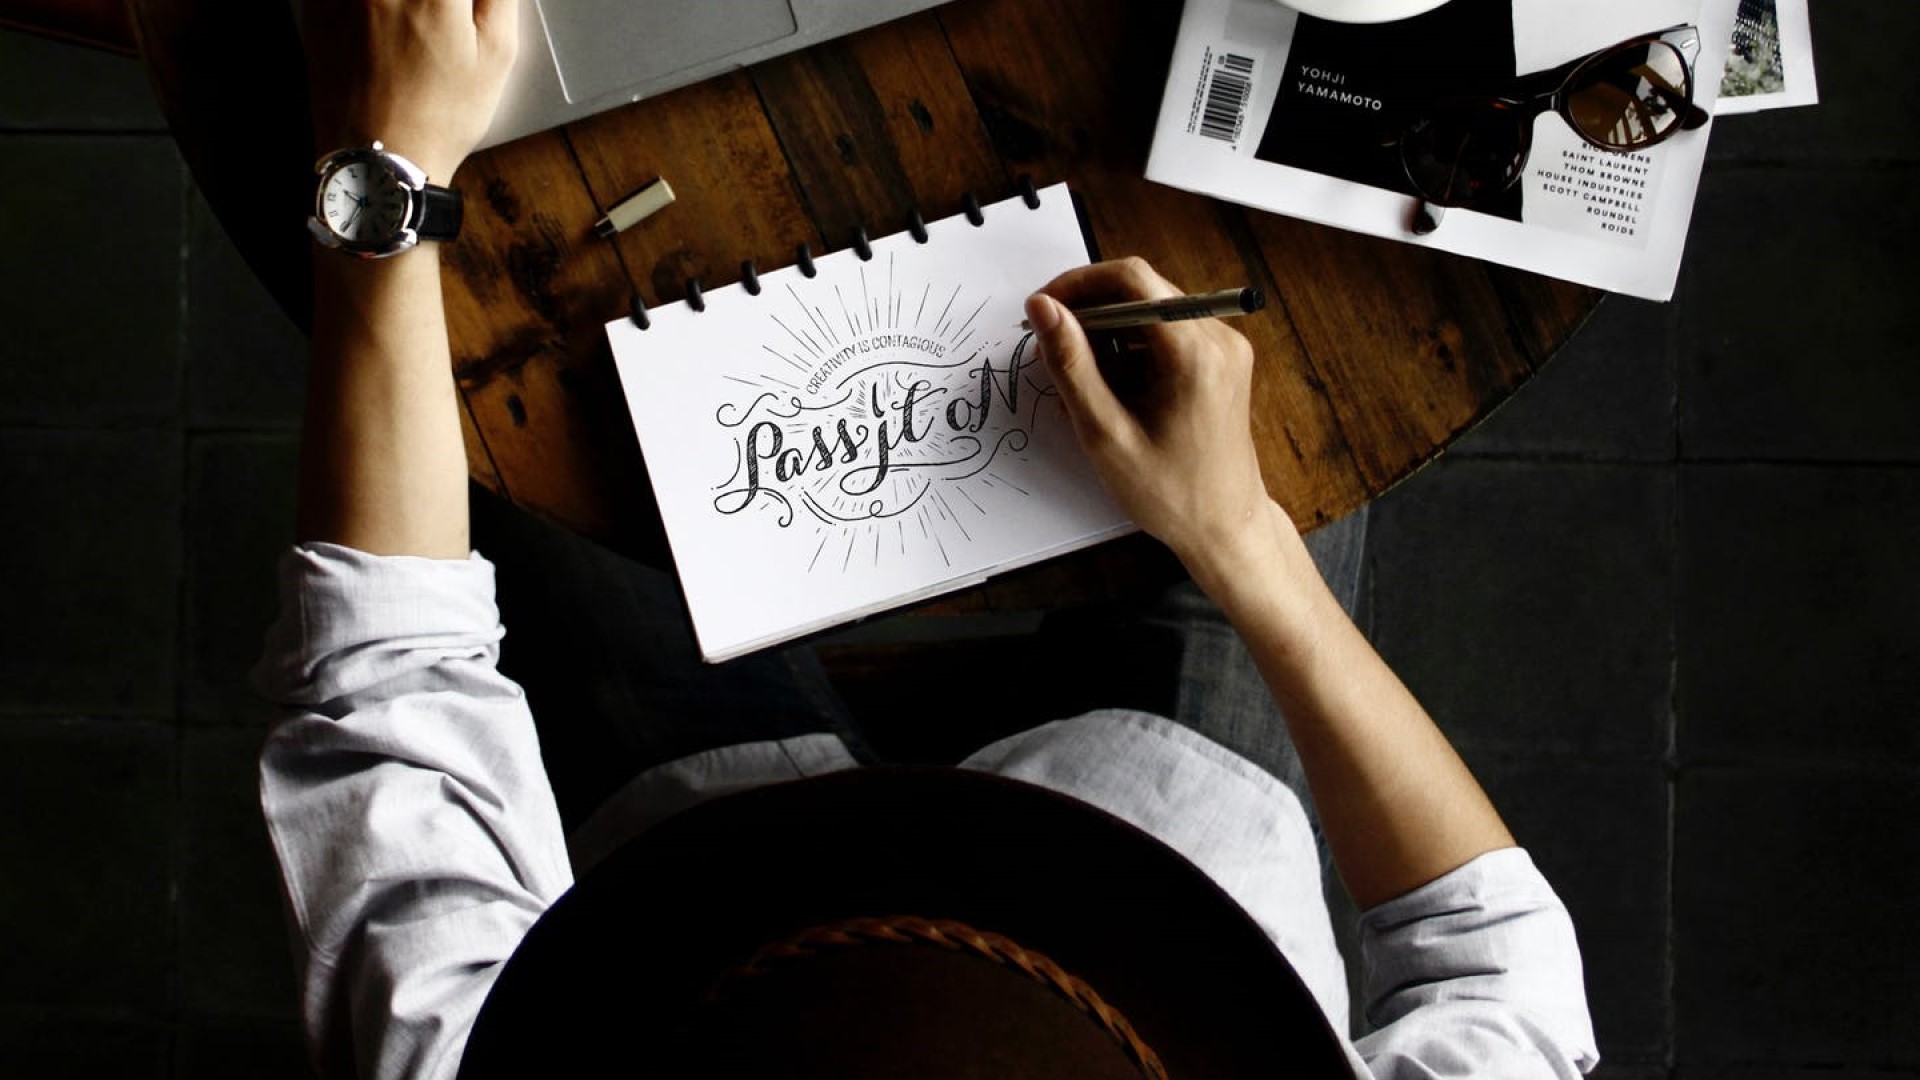 YOHJI
YAMAMOTO
RICK OWENS
SAINT LAURENT
THOM BROWNE
HOUSE INDUSTRIES
SCOTT CAMPBELL
ROUNDEL
ROIDS
CREATIVITY IS CONTAGIOUS
Pass it oN